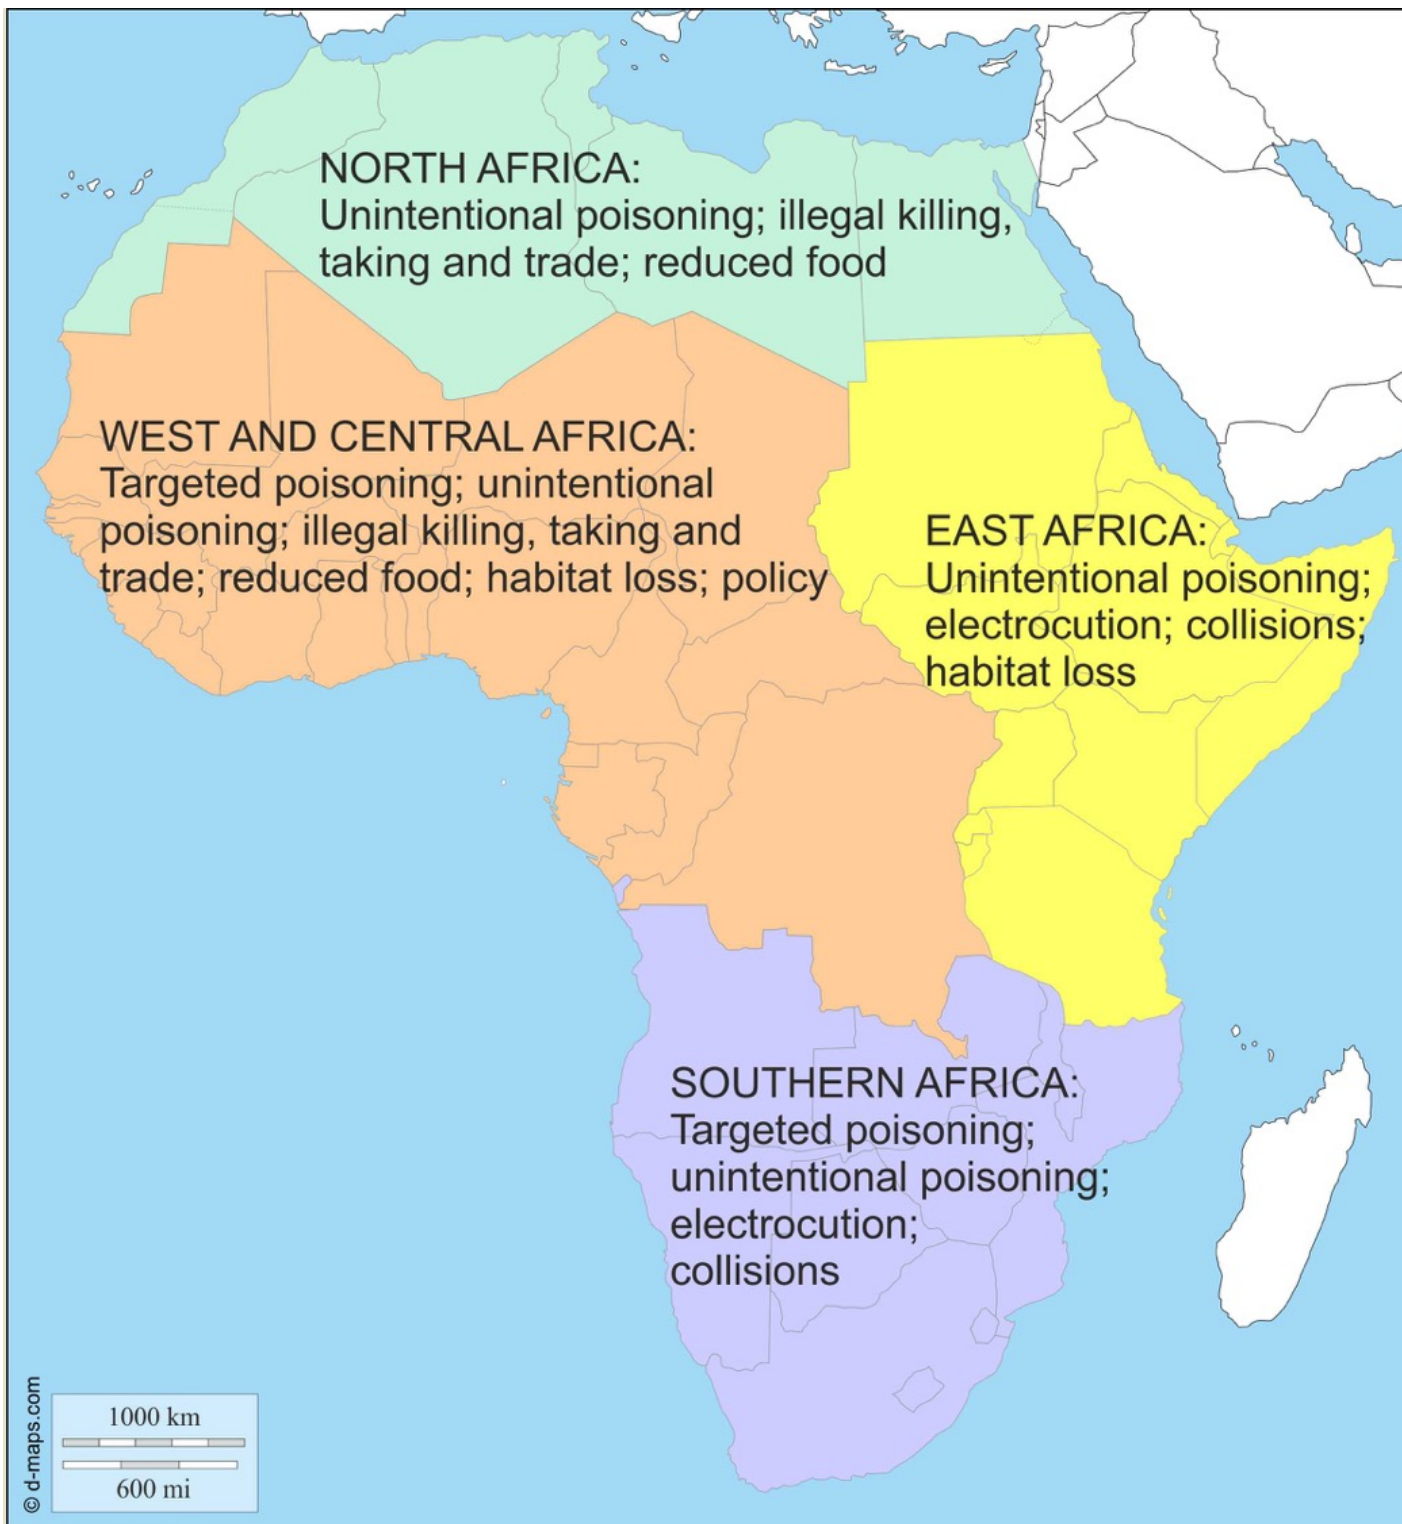 NORTH AFRICA:
Unintentional poisoning; illegal killing,
taking and trade; reduced food
WEST AND CENTRAL AFRICA:
Targeted poisoning; unintentional
poisoning; illegal killing, taking and
trade; reduced food; habitat loss; policy
EAST AFRICA:
Unintentional poisoning;
electrocution; collisions;
habitat loss
SOUTHERN AFRICA:
Targeted poisoning;
unintentional poisoning;
electrocution;
collisions
© d-maps.com
1000 km
600 mi